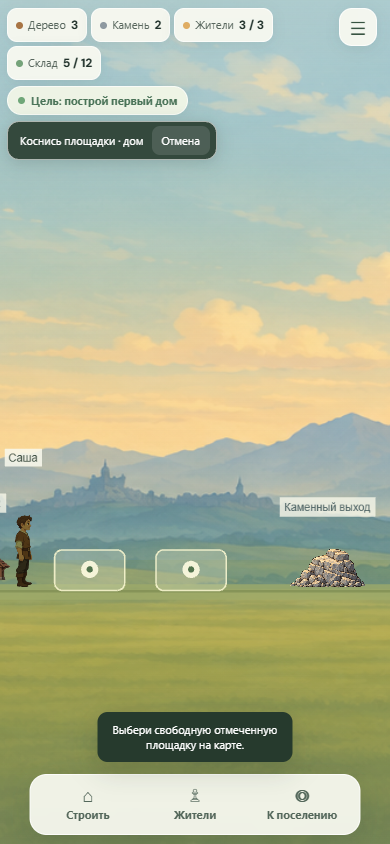 Дерево 3
Камень 2
Жители 3 / 3
Склад 5 / 12
Цель: построй первый дом
Коснись площадки · дом
Отмена
Саша
Каменный выход
Выбери свободную отмеченную
площадку на карте.
Строить
Жители
К поселению